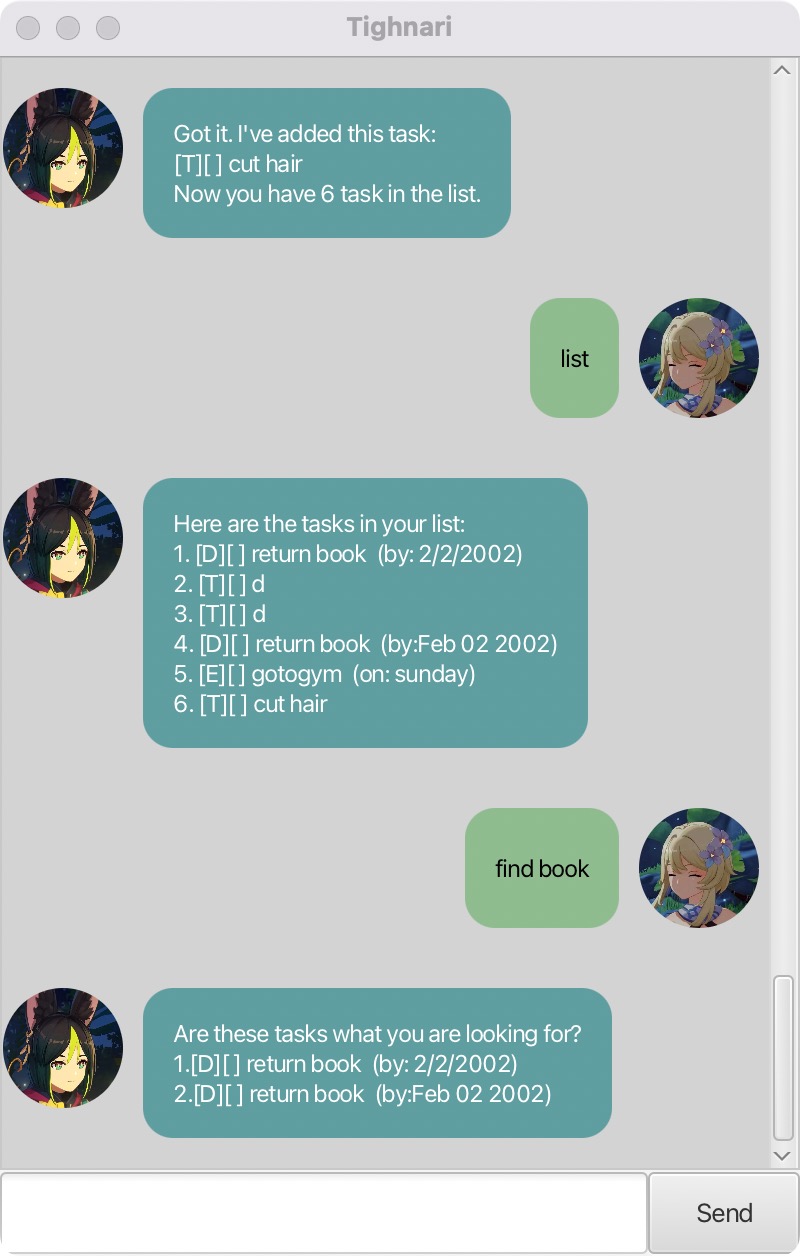 Tighnari
Got it. I've added this task:
[T][ ] cut hair
Now you have 6 task in the list.
list
Here are the tasks in your list:
1. [D][ ] return book  (by: 2/2/2002)
2. [T][ ] d
3. [T][ ] d
4. [D][ ] return book  (by:Feb 02 2002)
5. [E][ ] gotogym  (on: sunday)
6. [T][ ] cut hair
find book
Are these tasks what you are looking for?
1.[D][ ] return book  (by: 2/2/2002)
2.[D][ ] return book  (by:Feb 02 2002)
Send